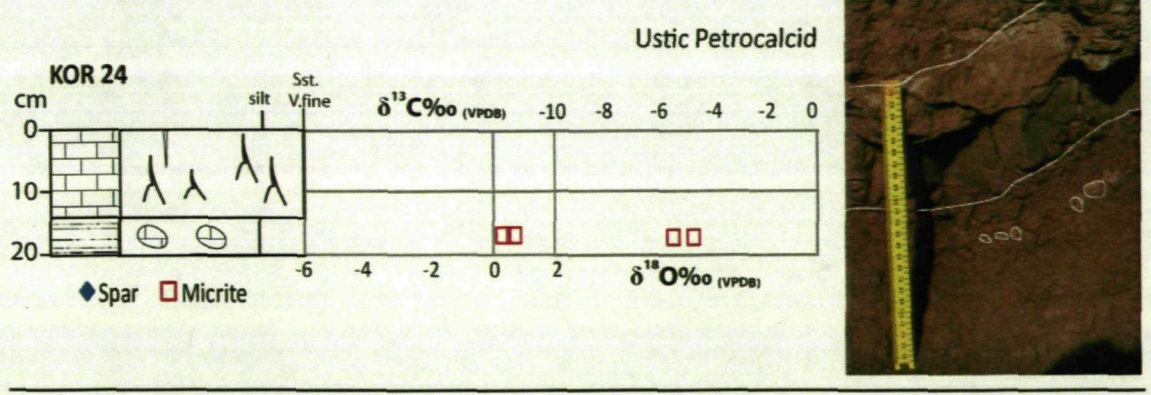 Ustic Petrocalcid
KOR 24
cm
silt
Sst.
V.fine
δ¹³C‰ (VPDB)
-10 -8 -6 -4 -2 0
0
10
20
-6 -4 -2 0 2
δ¹⁸O‰ (VPDB)
Spar Micrite